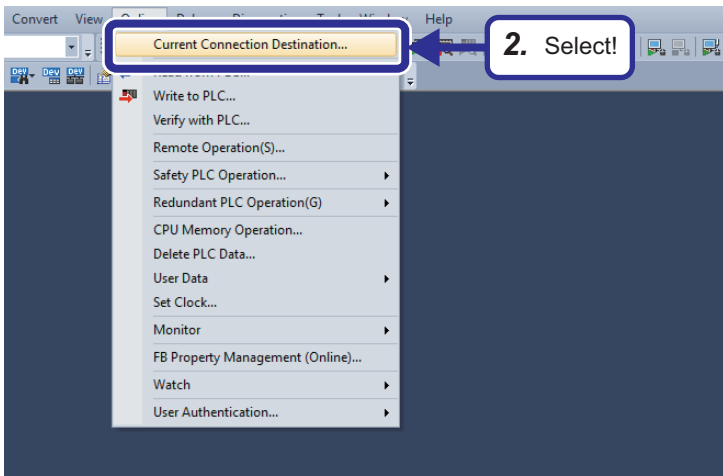 Convert View Help
Current Connection Destination...
2. Select!
Write to PLC...
Verify with PLC...
Remote Operation(S)...
Safety PLC Operation...
Redundant PLC Operation(G)
CPU Memory Operation...
Delete PLC Data...
User Data
Set Clock...
Monitor
FB Property Management (Online)...
Watch
User Authentication...